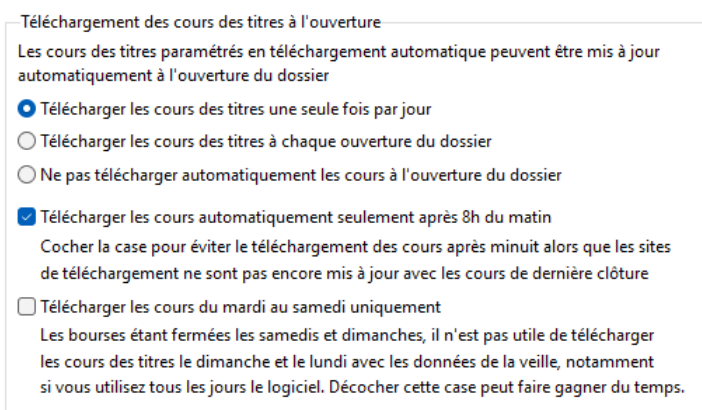 Téléchargement des cours des titres à l'ouverture
Les cours des titres paramétrés en téléchargement automatique peuvent être mis à jour
automatiquement à l'ouverture du dossier
Télécharger les cours des titres une seule fois par jour
Télécharger les cours des titres à chaque ouverture du dossier
Ne pas télécharger automatiquement les cours à l'ouverture du dossier
Télécharger les cours automatiquement seulement après 8h du matin
Cocher la case pour éviter le téléchargement des cours après minuit alors que les sites
de téléchargement ne sont pas encore mis à jour avec les cours de dernière clôture
Télécharger les cours du mardi au samedi uniquement
Les bourses étant fermées les samedis et dimanches, il n'est pas utile de télécharger
les cours des titres le dimanche et le lundi avec les données de la veille, notamment
si vous utilisez tous les jours le logiciel. Décocher cette case peut faire gagner du temps.